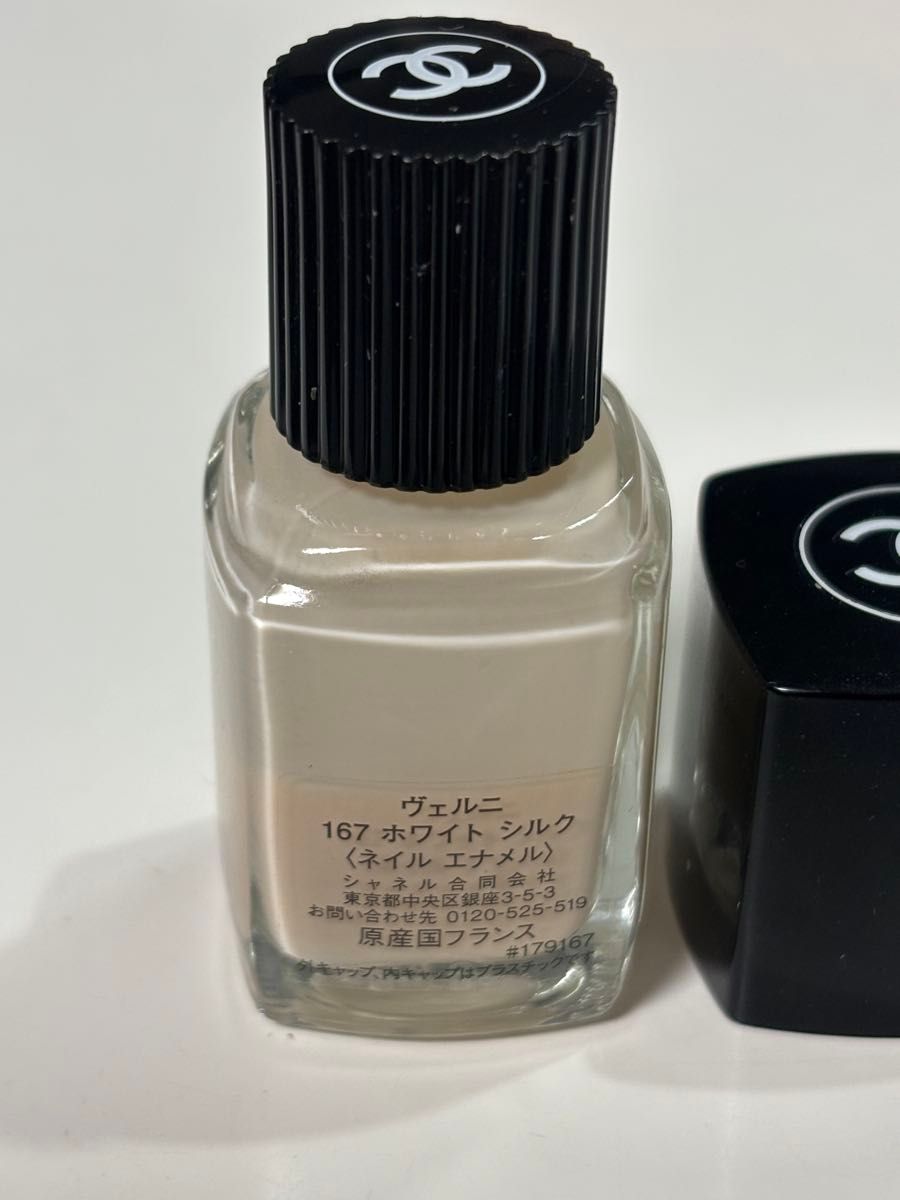 ヴェルニ
167 ホワイト シルク
〈ネイル エナメル〉
シャネル合同会社
東京都中央区銀座3-5-3
お問い合わせ先 0120-525-519
原産国フランス
#179167
外キャップ、内キャップはプラスチックです